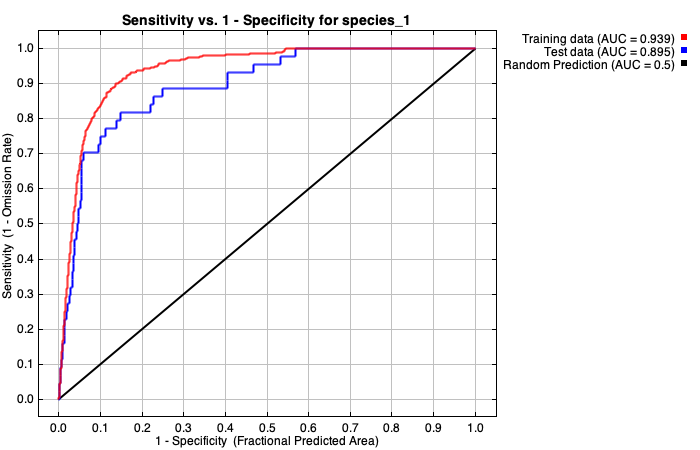 Sensitivity vs. 1 - Specificity for species_1
Training data (AUC = 0.939)
Test data (AUC = 0.895)
Random Prediction (AUC = 0.5)
Sensitivity (1 - Omission Rate)
1.0
0.9
0.8
0.7
0.6
0.5
0.4
0.3
0.2
0.1
0.0
0.0 0.1 0.2 0.3 0.4 0.5 0.6 0.7 0.8 0.9 1.0
1 - Specificity (Fractional Predicted Area)